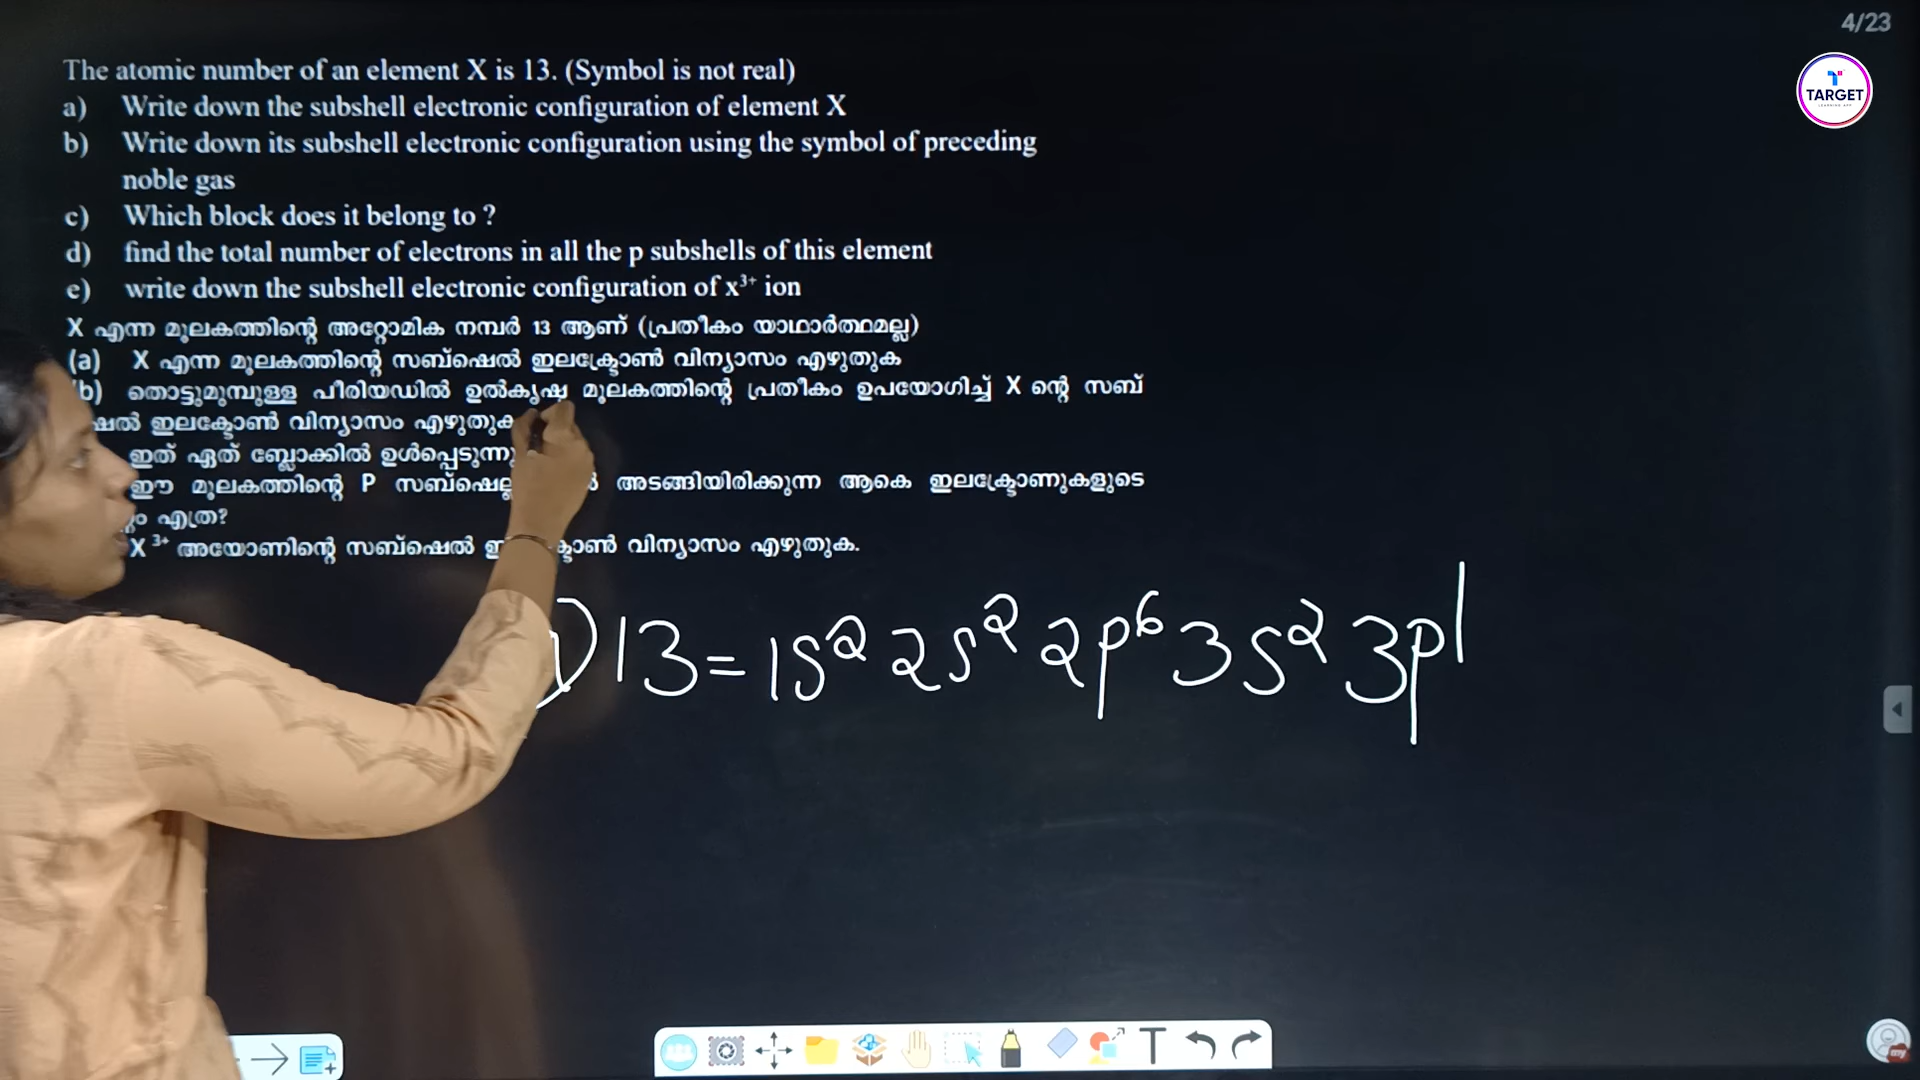 4/23
TARGET
The atomic number of an element X is 13. (Symbol is not real)
a) Write down the subshell electronic configuration of element X
b) Write down its subshell electronic configuration using the symbol of preceding
noble gas
c) Which block does it belong to ?
d) find the total number of electrons in all the p subshells of this element
e) write down the subshell electronic configuration of x³⁺ ion
X എന്ന മൂലകത്തിന്റെ അറ്റോമിക നമ്പർ 13 ആണ് (പ്രതീകം യാഥാർത്ഥമല്ല)
(a) X എന്ന മൂലകത്തിന്റെ സബ്ഷെൽ ഇലക്ട്രോൺ വിന്യാസം എഴുതുക
b) തൊട്ടുമുമ്പുള്ള പീരിയഡിൽ ഉൽകൃഷ്ട മൂലകത്തിന്റെ പ്രതീകം ഉപയോഗിച്ച് X ന്റെ സബ്
ഷെൽ ഇലക്ട്രോൺ വിന്യാസം എഴുതുക
ഇത് ഏത് ബ്ലോക്കിൽ ഉൾപ്പെടുന്നു
ഈ മൂലകത്തിന്റെ P അടങ്ങിയിരിക്കുന്ന ആകെ ഇലക്ട്രോണുകളുടെ
എത്ര?
X³⁺ അയോണിന്റെ സബ്ഷെൽ വിന്യാസം എഴുതുക.
) 13 = 1s² 2s² 2p⁶ 3s² 3p¹